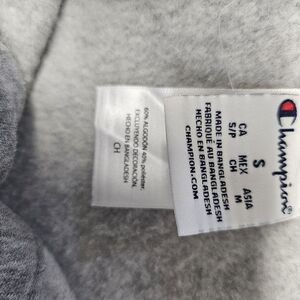 Champion
S
CA MEX ASIA
S/P CH M
MADE IN BANGLADESH
FABRIQUÉ AU BANGLADESH
HECHO EN BANGLADESH
CHAMPION.COM
60% ALGODÓN 40% poliester.
EXCLUYENDO DECORACIÓN
HECHO EN BANGLADESH
CH